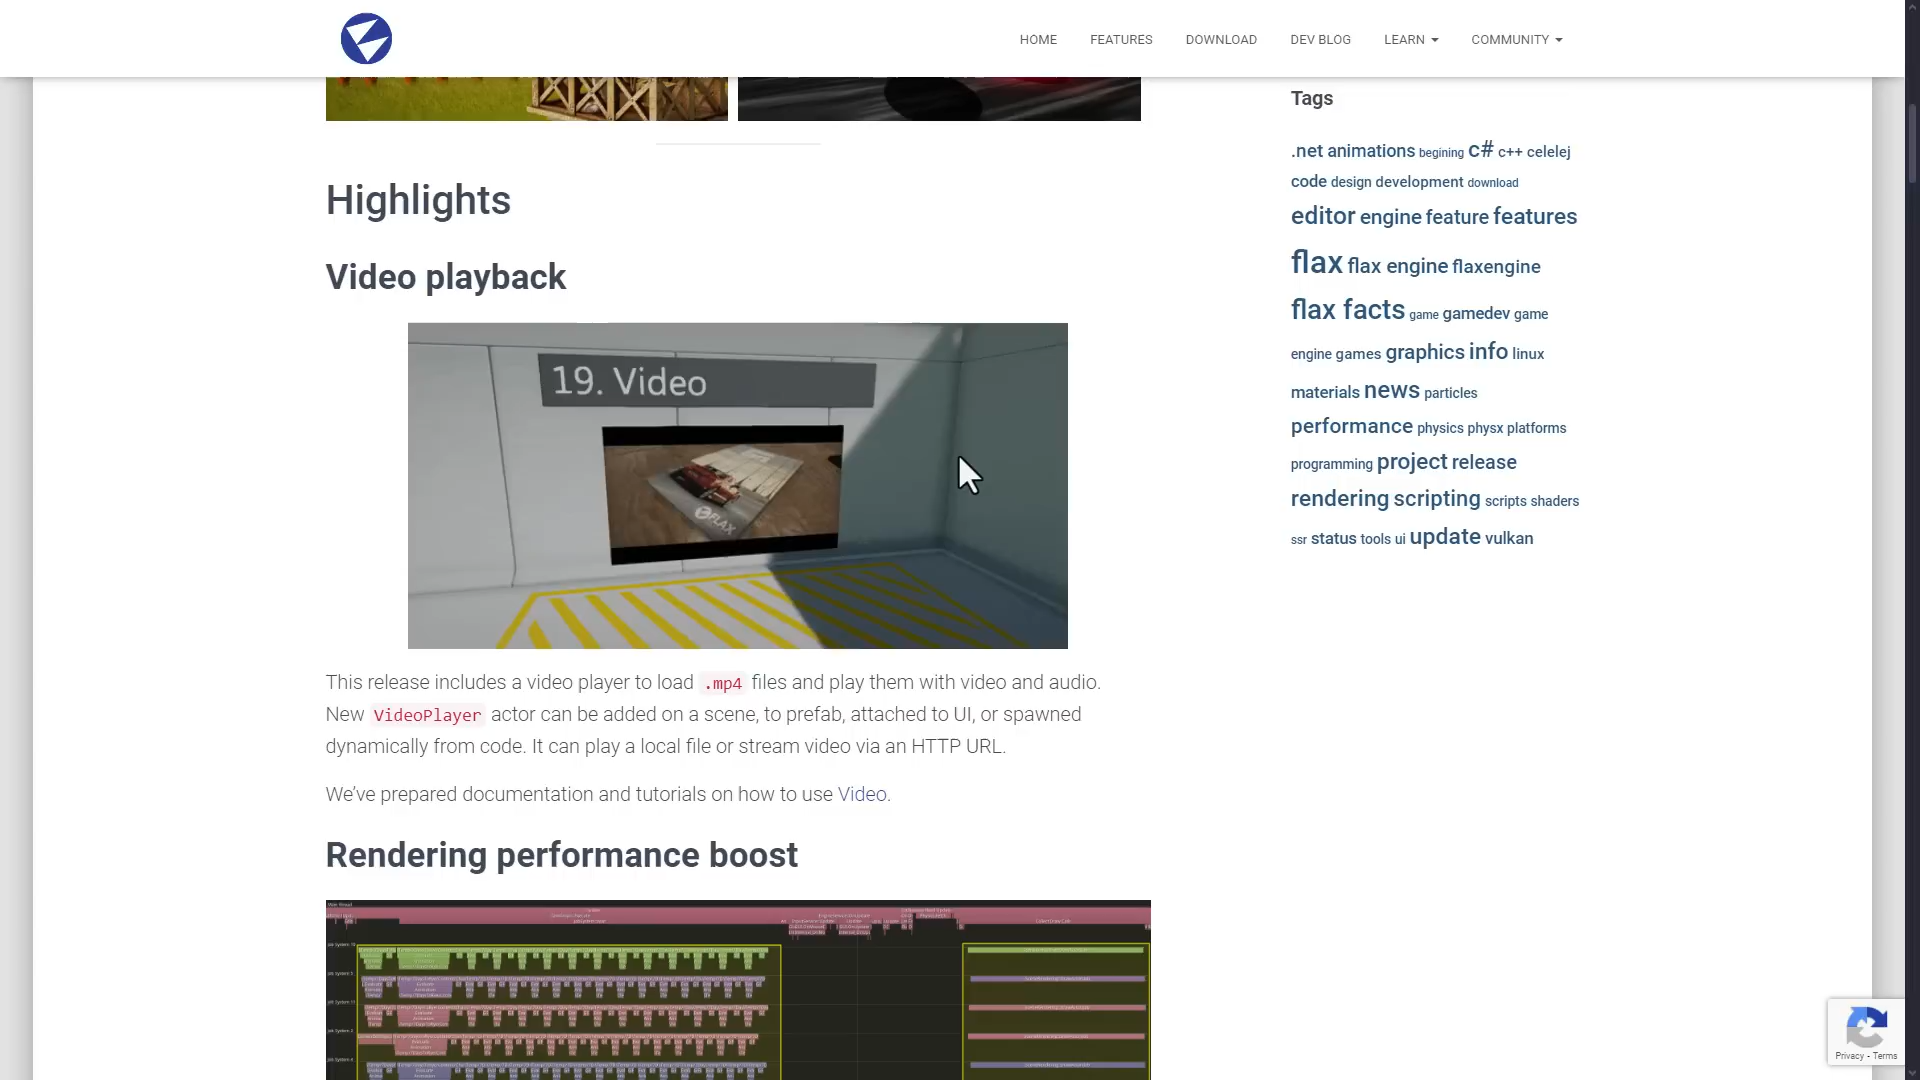 HOME FEATURES DOWNLOAD DEV BLOG LEARN COMMUNITY
Highlights
Video playback
19. Video
FLAX
This release includes a video player to load .mp4 files and play them with video and audio.
New VideoPlayer actor can be added on a scene, to prefab, attached to UI, or spawned
dynamically from code. It can play a local file or stream video via an HTTP URL.
We've prepared documentation and tutorials on how to use Video.
Rendering performance boost
Tags
.net animations begining c# c++ celelej
code design development download
editor engine feature features
flax flax engine flaxengine
flax facts game gamedev game
engine games graphics info linux
materials news particles
performance physics physx platforms
programming project release
rendering scripting scripts shaders
ssr status tools ui update vulkan
Privacy - Terms